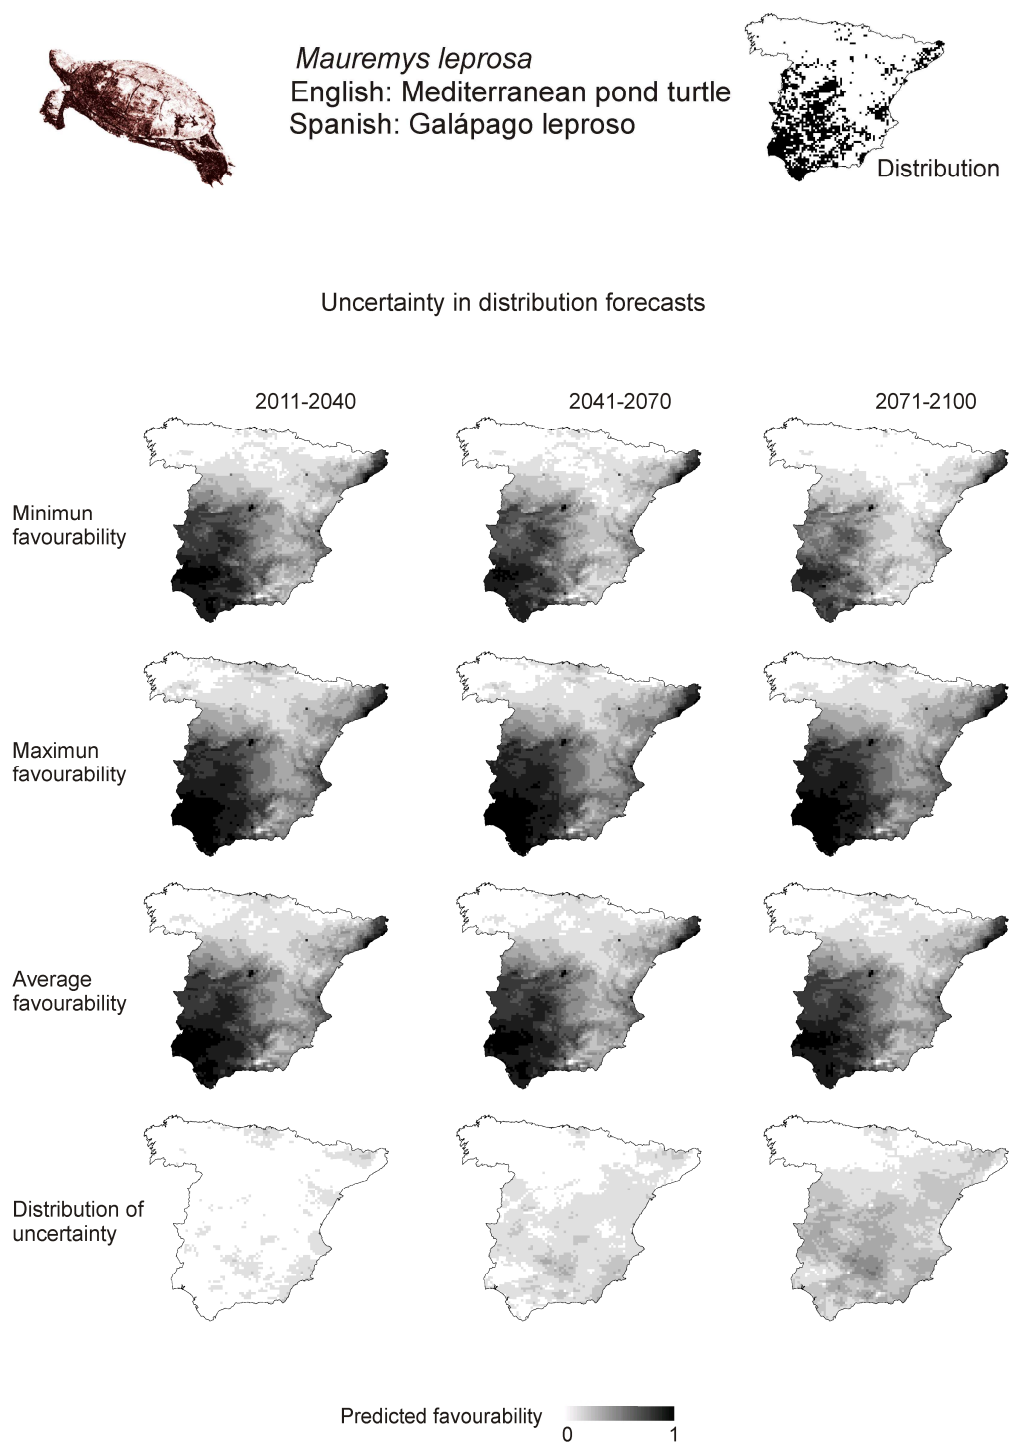 Mauremys leprosa
English: Mediterranean pond turtle
Spanish: Galápago leproso
Distribution
Uncertainty in distribution forecasts
2011-2040 2041-2070 2071-2100
Minimun
favourability
Maximun
favourability
Average
favourability
Distribution of
uncertainty
Predicted favourability
0 1